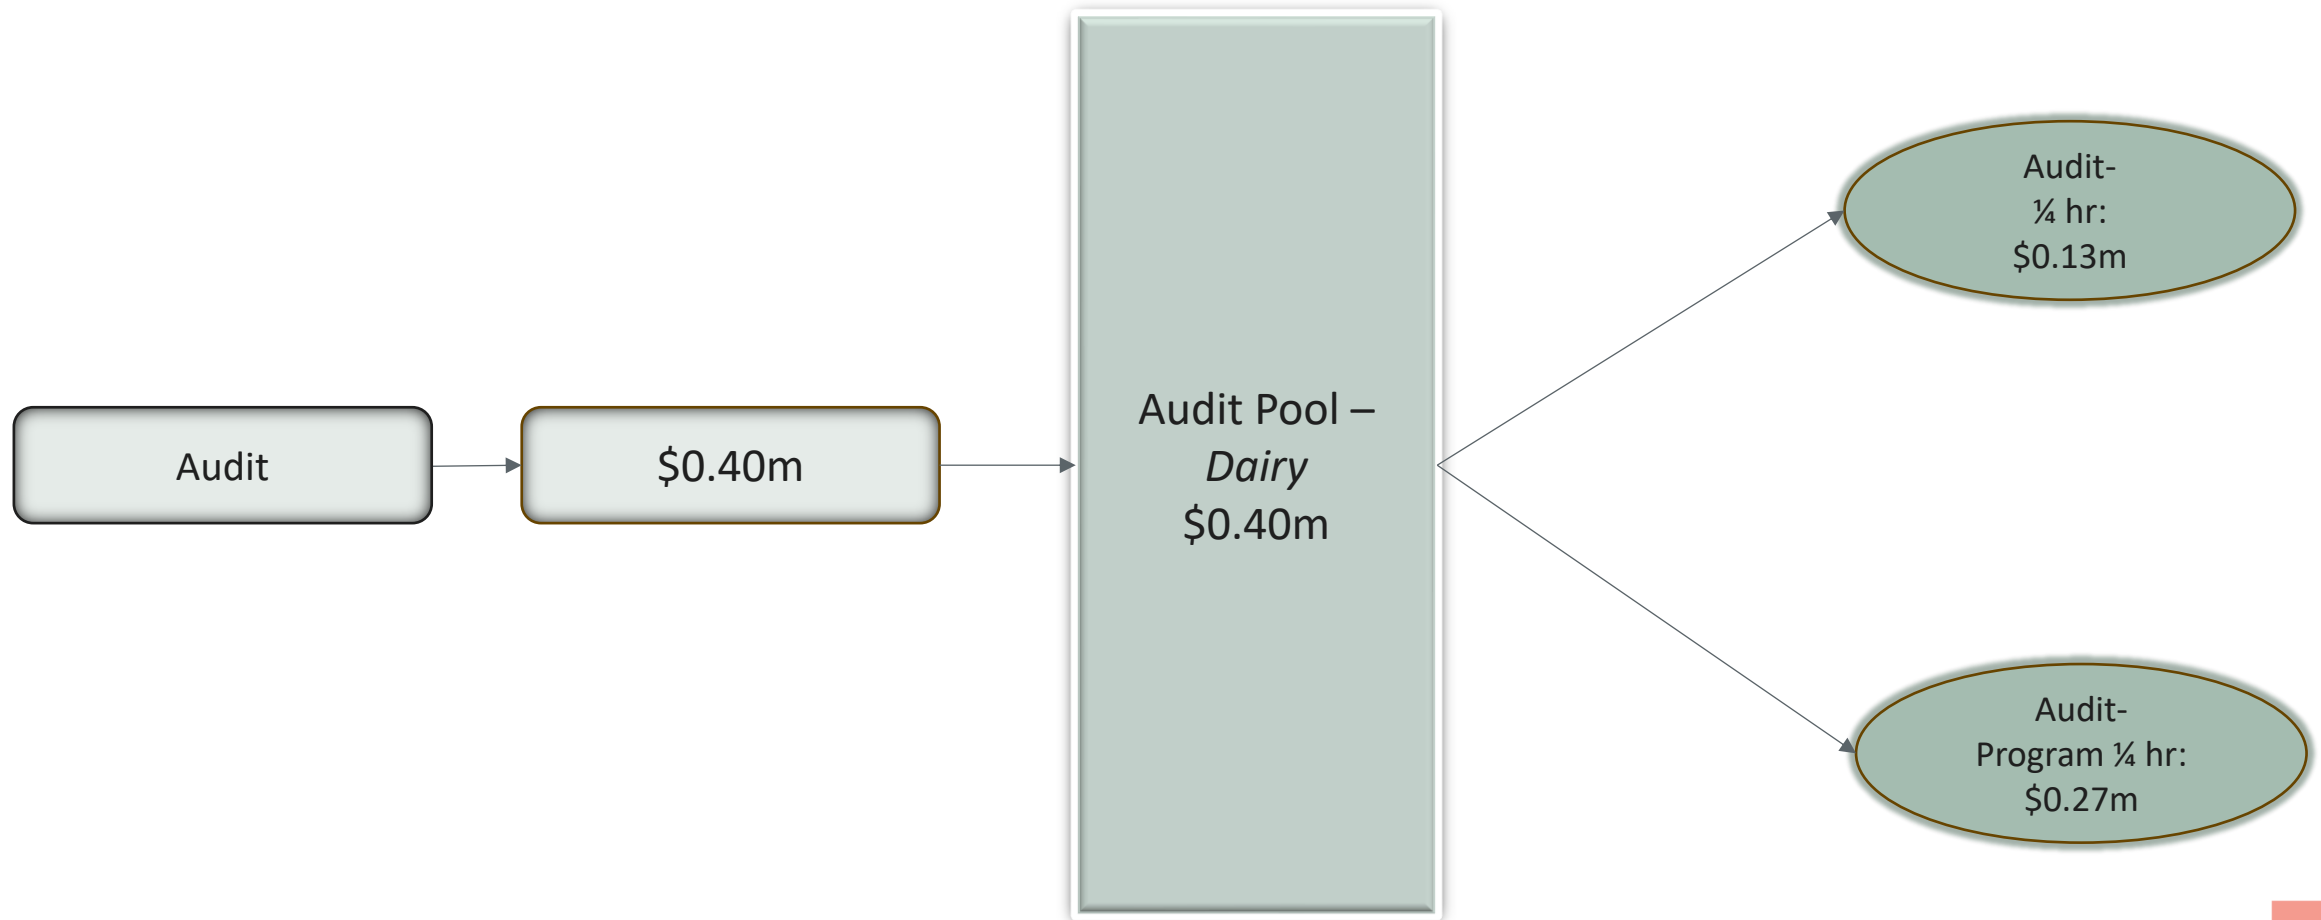 Audit
$0.40m
Audit Pool –
Dairy
$0.40m
Audit-
¼ hr:
$0.13m
Audit-
Program ¼ hr:
$0.27m